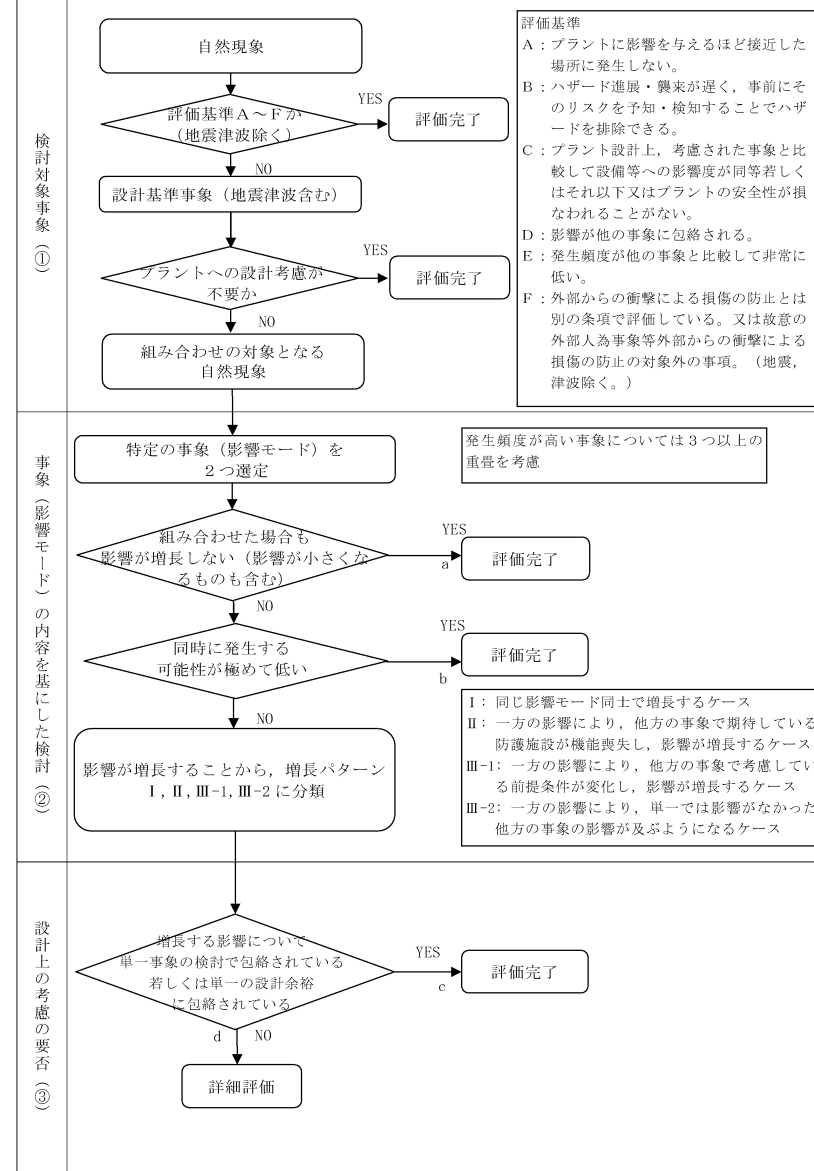 検討対象事象（①）
自然現象
評価基準Ａ～Ｆか
（地震津波除く）
YES
評価完了
NO
設計基準事象（地震津波含む）
プラントへの設計考慮が
不要か
YES
評価完了
NO
組み合わせの対象となる
自然現象
評価基準
Ａ：プラントに影響を与えるほど接近した
場所に発生しない。
Ｂ：ハザード進展・襲来が遅く，事前にそ
のリスクを予知・検知することでハザ
ードを排除できる。
Ｃ：プラント設計上，考慮された事象と比
較して設備等への影響度が同等若しく
はそれ以下又はプラントの安全性が損
なわれることがない。
Ｄ：影響が他の事象に包絡される。
Ｅ：発生頻度が他の事象と比較して非常に
低い。
Ｆ：外部からの衝撃による損傷の防止とは
別の条項で評価している。又は故意の
外部人為事象等外部からの衝撃による
損傷の防止の対象外の事項。（地震，
津波除く。）
事象（影響モード）の内容を基にした検討（②）
特定の事象（影響モード）を
２つ選定
発生頻度が高い事象については３つ以上の
重畳を考慮
組み合わせた場合も
影響が増長しない（影響が小さくな
るものも含む）
YES
a
評価完了
NO
同時に発生する
可能性が極めて低い
YES
b
評価完了
NO
影響が増長することから，増長パターン
Ⅰ,Ⅱ,Ⅲ-1,Ⅲ-2 に分類
Ⅰ： 同じ影響モード同士で増長するケース
Ⅱ： 一方の影響により，他方の事象で期待している
防護施設が機能喪失し，影響が増長するケース
Ⅲ-1： 一方の影響により，他方の事象で考慮してい
る前提条件が変化し，影響が増長するケース
Ⅲ-2： 一方の影響により，単一では影響がなかった
他方の事象の影響が及ぶようになるケース
設計上の考慮の要否（③）
増長する影響について
単一事象の検討で包絡されている
若しくは単一の設計余裕
に包絡されている
YES
c
評価完了
d
NO
詳細評価